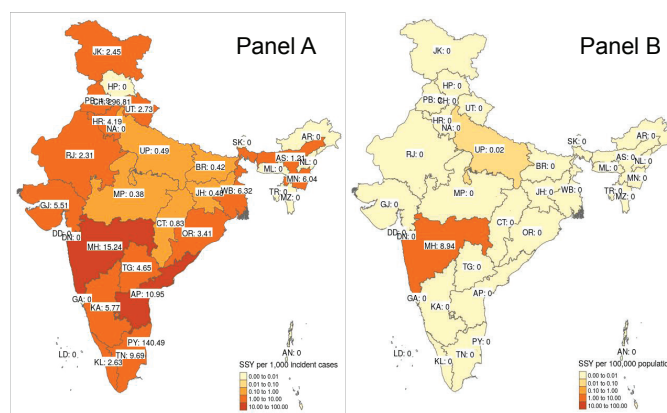 Panel A
JK: 2.45
HP: 0
UT: 2.73
HR: 4.19
NA: 0
RJ: 2.31
UP: 0.49
BR: 0.42
SK: 0
AR: 0
AS: 1.21
NL: 0
ML: 0
MN: 6.04
TR: 0
MZ: 0
WB: 6.32
GJ: 5.51
MP: 0.38
CT: 0.83
OR: 3.41
DD: 0
DN: 0
MH: 15.24
TG: 4.65
AP: 10.95
GA: 0
KA: 5.77
PY: 140.49
TN: 9.69
KL: 2.63
LD: 0
AN: 0
SSY per 1,000 incident cases
0.00 to 0.01
0.01 to 0.10
0.10 to 1.00
1.00 to 10.00
10.00 to 100.00
Panel B
JK: 0
HP: 0
PB: 0
CH: 0
UT: 0
HR: 0
NA: 0
RJ: 0
UP: 0.02
BR: 0
SK: 0
AR: 0
AS: 0
NL: 0
ML: 0
MN: 0
TR: 0
MZ: 0
WB: 0
JH: 0
GJ: 0
MP: 0
CT: 0
OR: 0
DD: 0
DN: 0
MH: 8.94
TG: 0
AP: 0
GA: 0
KA: 0
PY: 0
TN: 0
KL: 0
LD: 0
AN: 0
SSY per 100,000 population
0.00 to 0.01
0.01 to 0.10
0.10 to 1.00
1.00 to 10.00
10.00 to 100.00